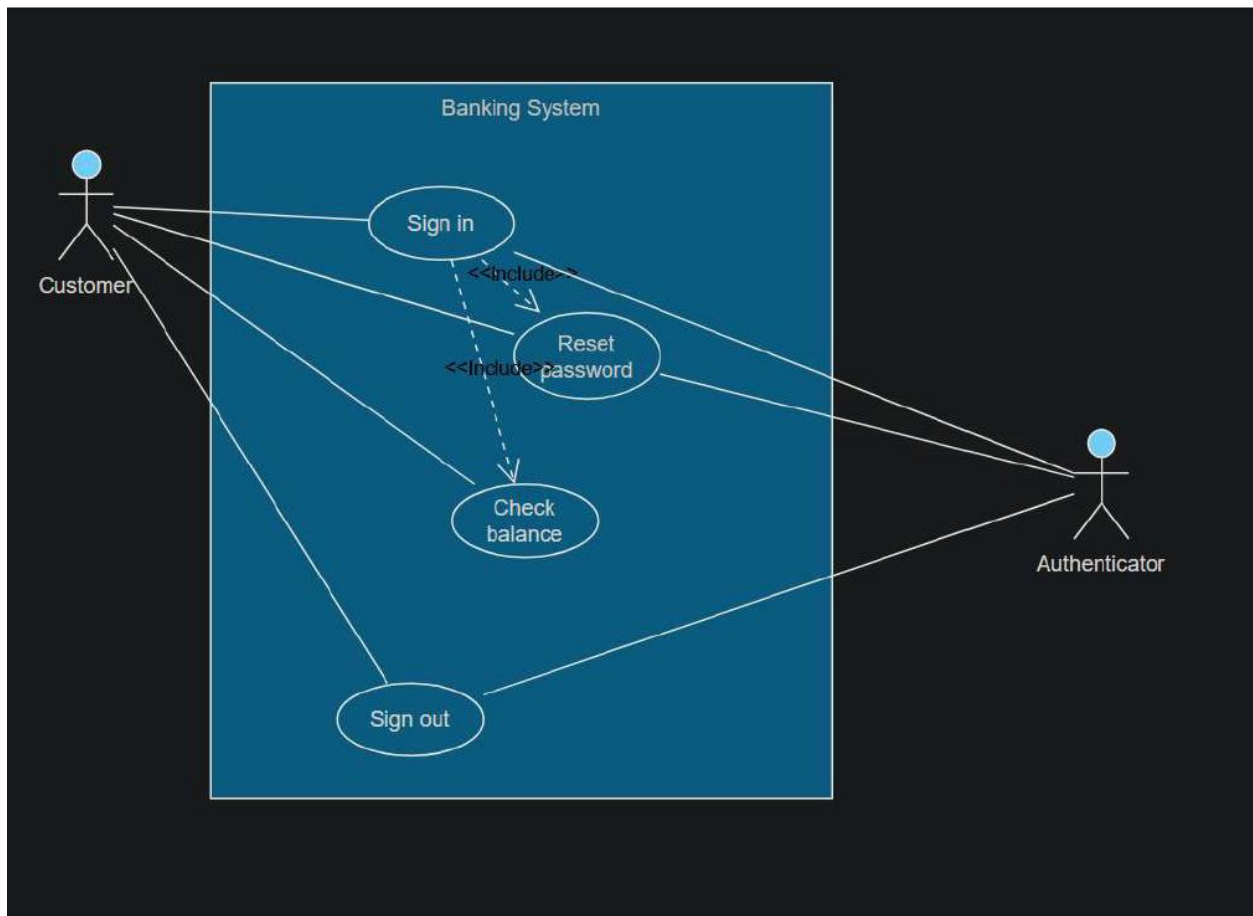 Banking System
Sign in
Customer
<<Include>>
Reset
password
<<Include>>
Check
balance
Authenticator
Sign out